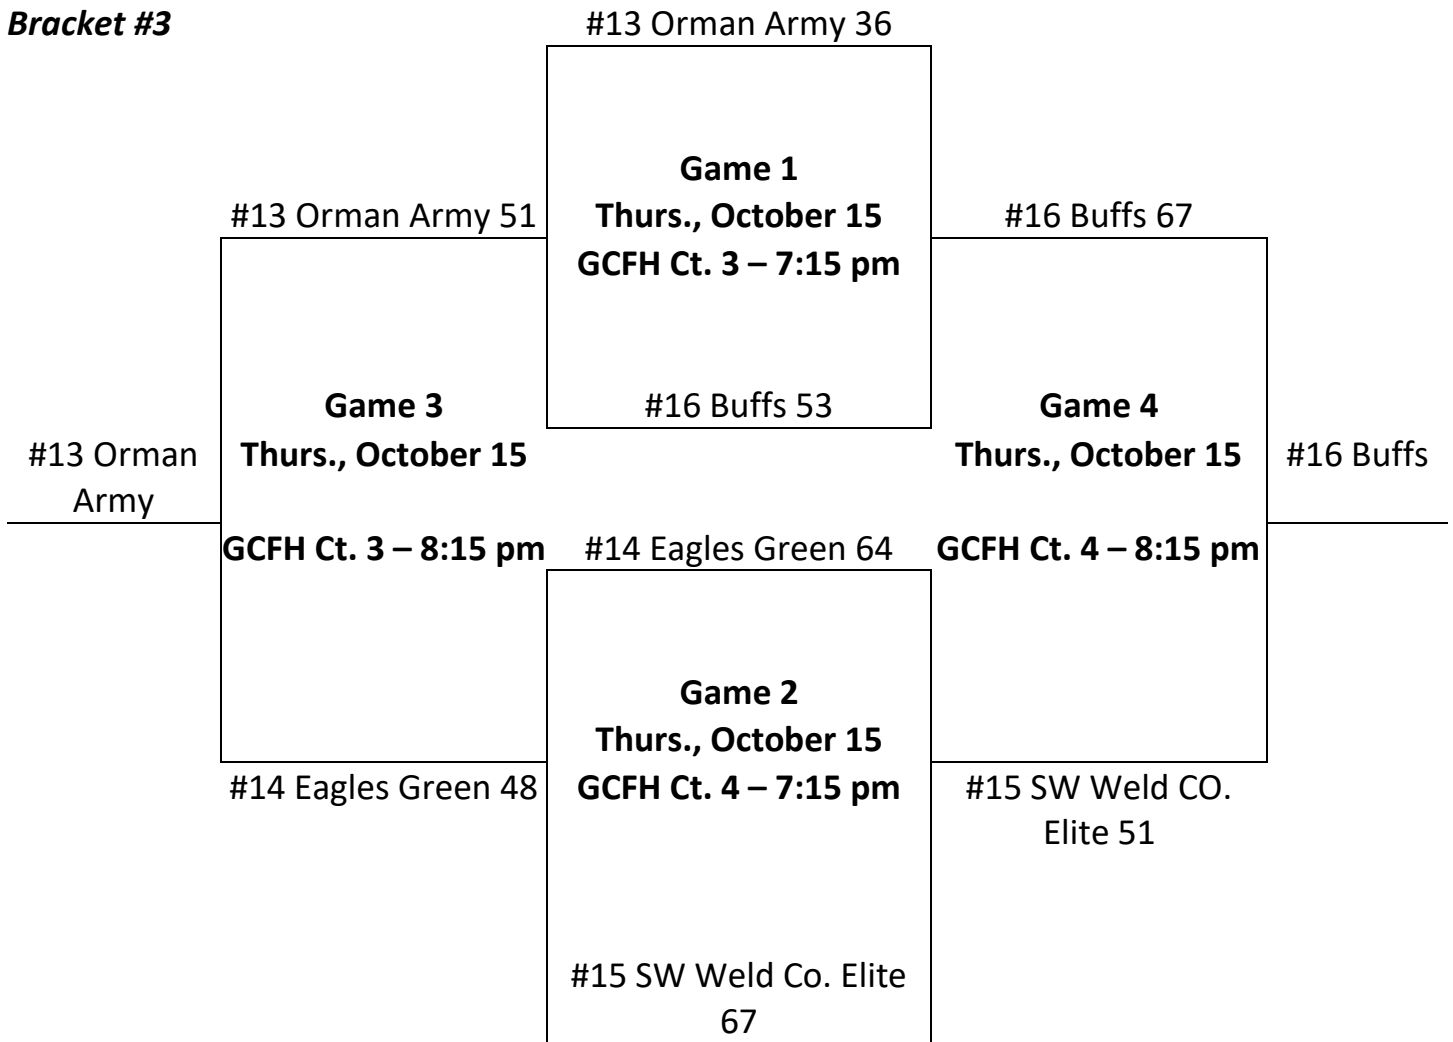 Bracket #3
#13 Orman Army 36
Game 1
Thurs., October 15
GCFH Ct. 3 – 7:15 pm
#13 Orman Army 51
#16 Buffs 67
#16 Buffs 53
Game 3
Thurs., October 15
GCFH Ct. 3 – 8:15 pm
Game 4
Thurs., October 15
GCFH Ct. 4 – 8:15 pm
#13 Orman
Army
#16 Buffs
#14 Eagles Green 64
Game 2
Thurs., October 15
GCFH Ct. 4 – 7:15 pm
#14 Eagles Green 48
#15 SW Weld CO.
Elite 51
#15 SW Weld Co. Elite
67